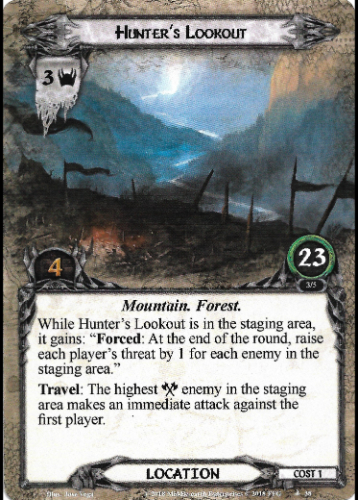 HUNTER'S LOOKOUT
3
4
23
3/5
Mountain. Forest.
While Hunter's Lookout is in the staging area,
it gains: “Forced: At the end of the round, raise
each player's threat by 1 for each enemy in the
staging area.”
Travel: The highest enemy in the staging
area makes an immediate attack against the
first player.
LOCATION
COST 1